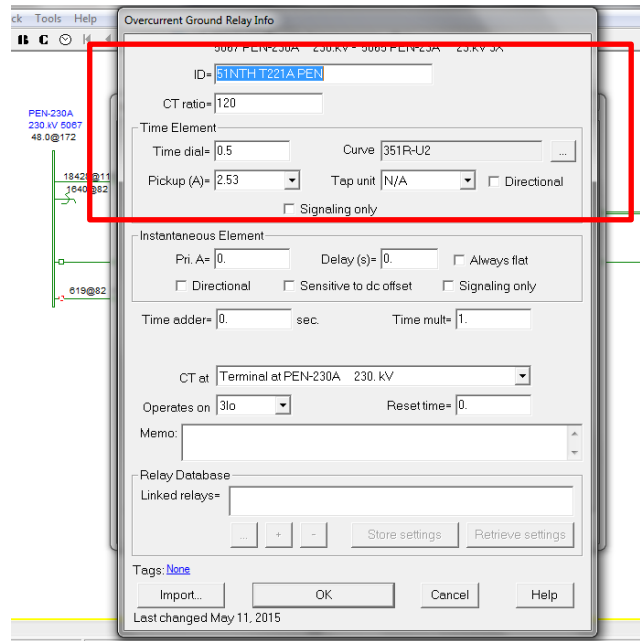 ck Tools Help
Overcurrent Ground Relay Info
5067 PEN-230A 230.kV - 5065 PEN-23A 23.kV 3X
ID= 51NTH T221A PEN
CT ratio= 120
Time Element
Time dial= 0.5 Curve 351R-U2 ...
Pickup (A)= 2.53 Tap unit N/A Directional
Signaling only
Instantaneous Element
Pri. A= 0. Delay (s)= 0. Always flat
Directional Sensitive to dc offset Signaling only
Time adder= 0. sec. Time mult= 1.
CT at Terminal at PEN-230A 230. kV
Operates on 3Io Reset time= 0.
Memo:
Relay Database
Linked relays=
... + - Store settings Retrieve settings
Tags: None
Import... OK Cancel Help
Last changed May 11, 2015
PEN-230A
230.kV 5067
48.0@172
18428@11
1640@82
619@82